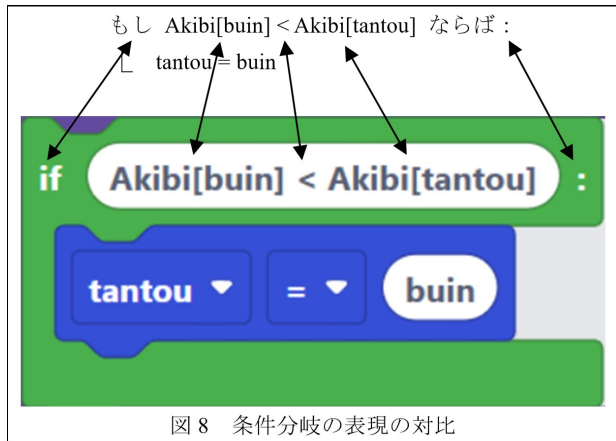 もし Akibi[buin] < Akibi[tantou] ならば：
⎿ tantou = buin
if Akibi[buin] < Akibi[tantou] :
tantou = buin
図 8 条件分岐の表現の対比